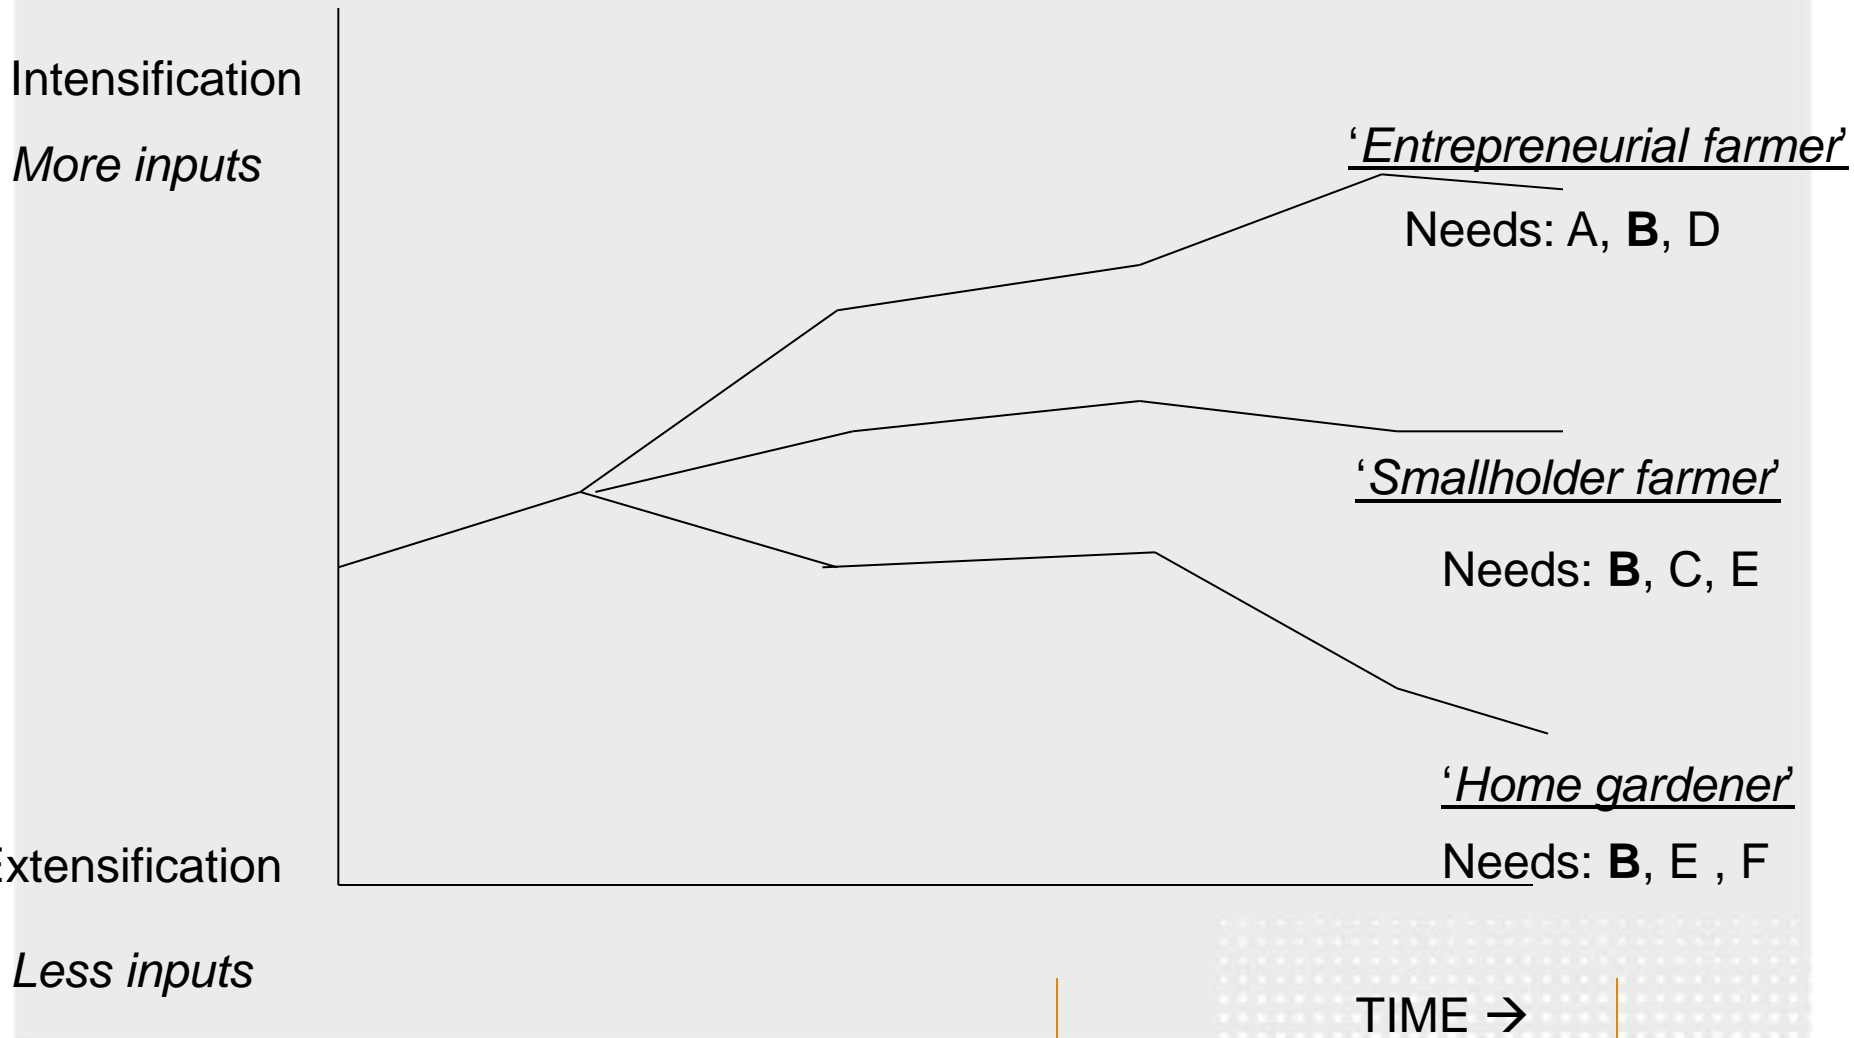 Intensification
More inputs
‘Entrepreneurial farmer’
Needs: A, B, D
‘Smallholder farmer’
Needs: B, C, E
‘Home gardener’
Extensification
Needs: B, E , F
Less inputs
TIME →